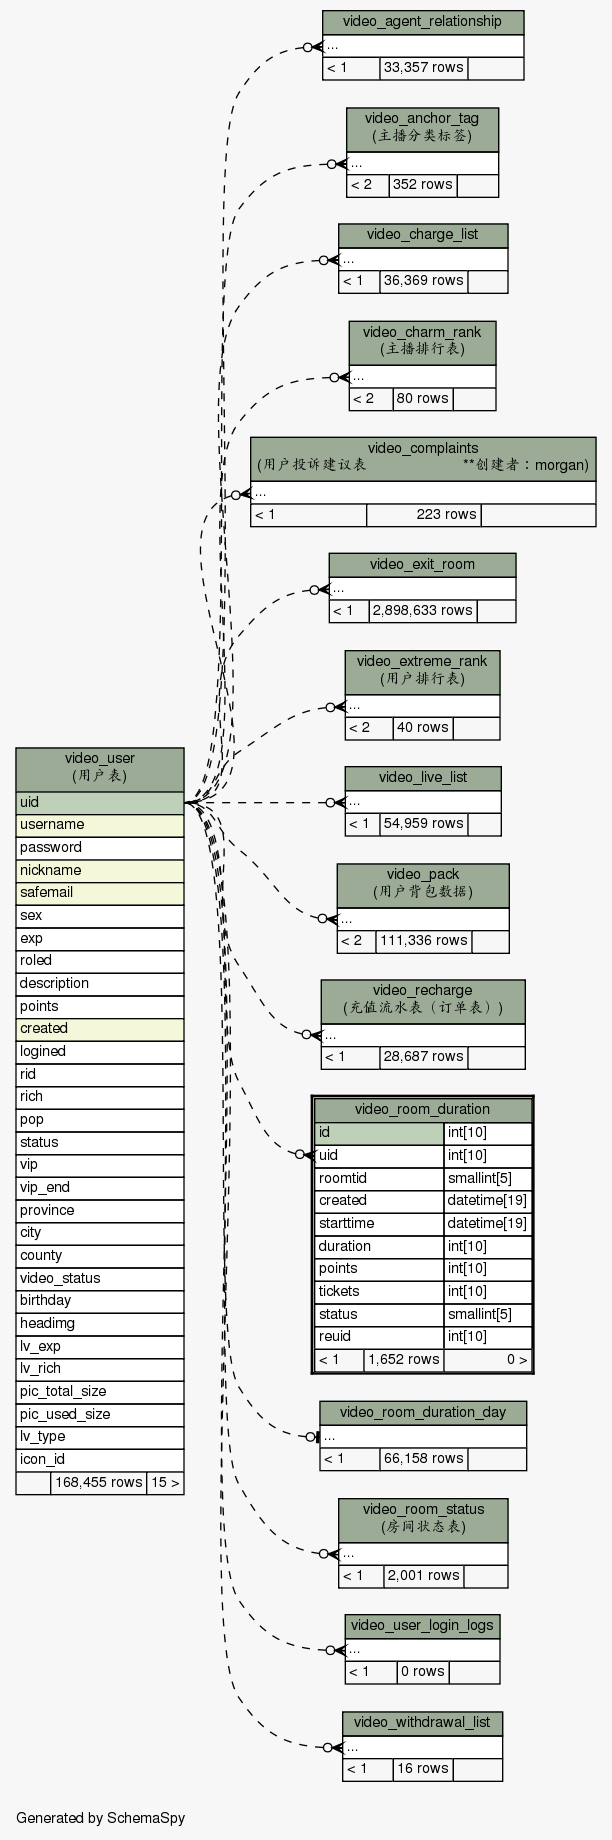 video_agent_relationship
...
< 1 33,357 rows
video_anchor_tag
(主播分类标签)
...
< 2 352 rows
video_charge_list
...
< 1 36,369 rows
video_charm_rank
(主播排行表)
...
< 2 80 rows
video_complaints
(用户投诉建议表 **创建者：morgan)
...
< 1 223 rows
video_exit_room
...
< 1 2,898,633 rows
video_extreme_rank
(用户排行表)
...
< 2 40 rows
video_user
(用户表)
uid
username
password
nickname
safemail
sex
exp
roled
description
points
created
logined
rid
rich
pop
status
vip
vip_end
province
city
county
video_status
birthday
headimg
lv_exp
lv_rich
pic_total_size
pic_used_size
lv_type
icon_id
168,455 rows 15 >
video_live_list
...
< 1 54,959 rows
video_pack
(用户背包数据)
...
< 2 111,336 rows
video_recharge
(充值流水表（订单表）)
...
< 1 28,687 rows
video_room_duration
id int[10]
uid int[10]
roomtid smallint[5]
created datetime[19]
starttime datetime[19]
duration int[10]
points int[10]
tickets int[10]
status smallint[5]
reuid int[10]
< 1 1,652 rows 0 >
video_room_duration_day
...
< 1 66,158 rows
video_room_status
(房间状态表)
...
< 1 2,001 rows
video_user_login_logs
...
< 1 0 rows
video_withdrawal_list
...
< 1 16 rows
Generated by SchemaSpy